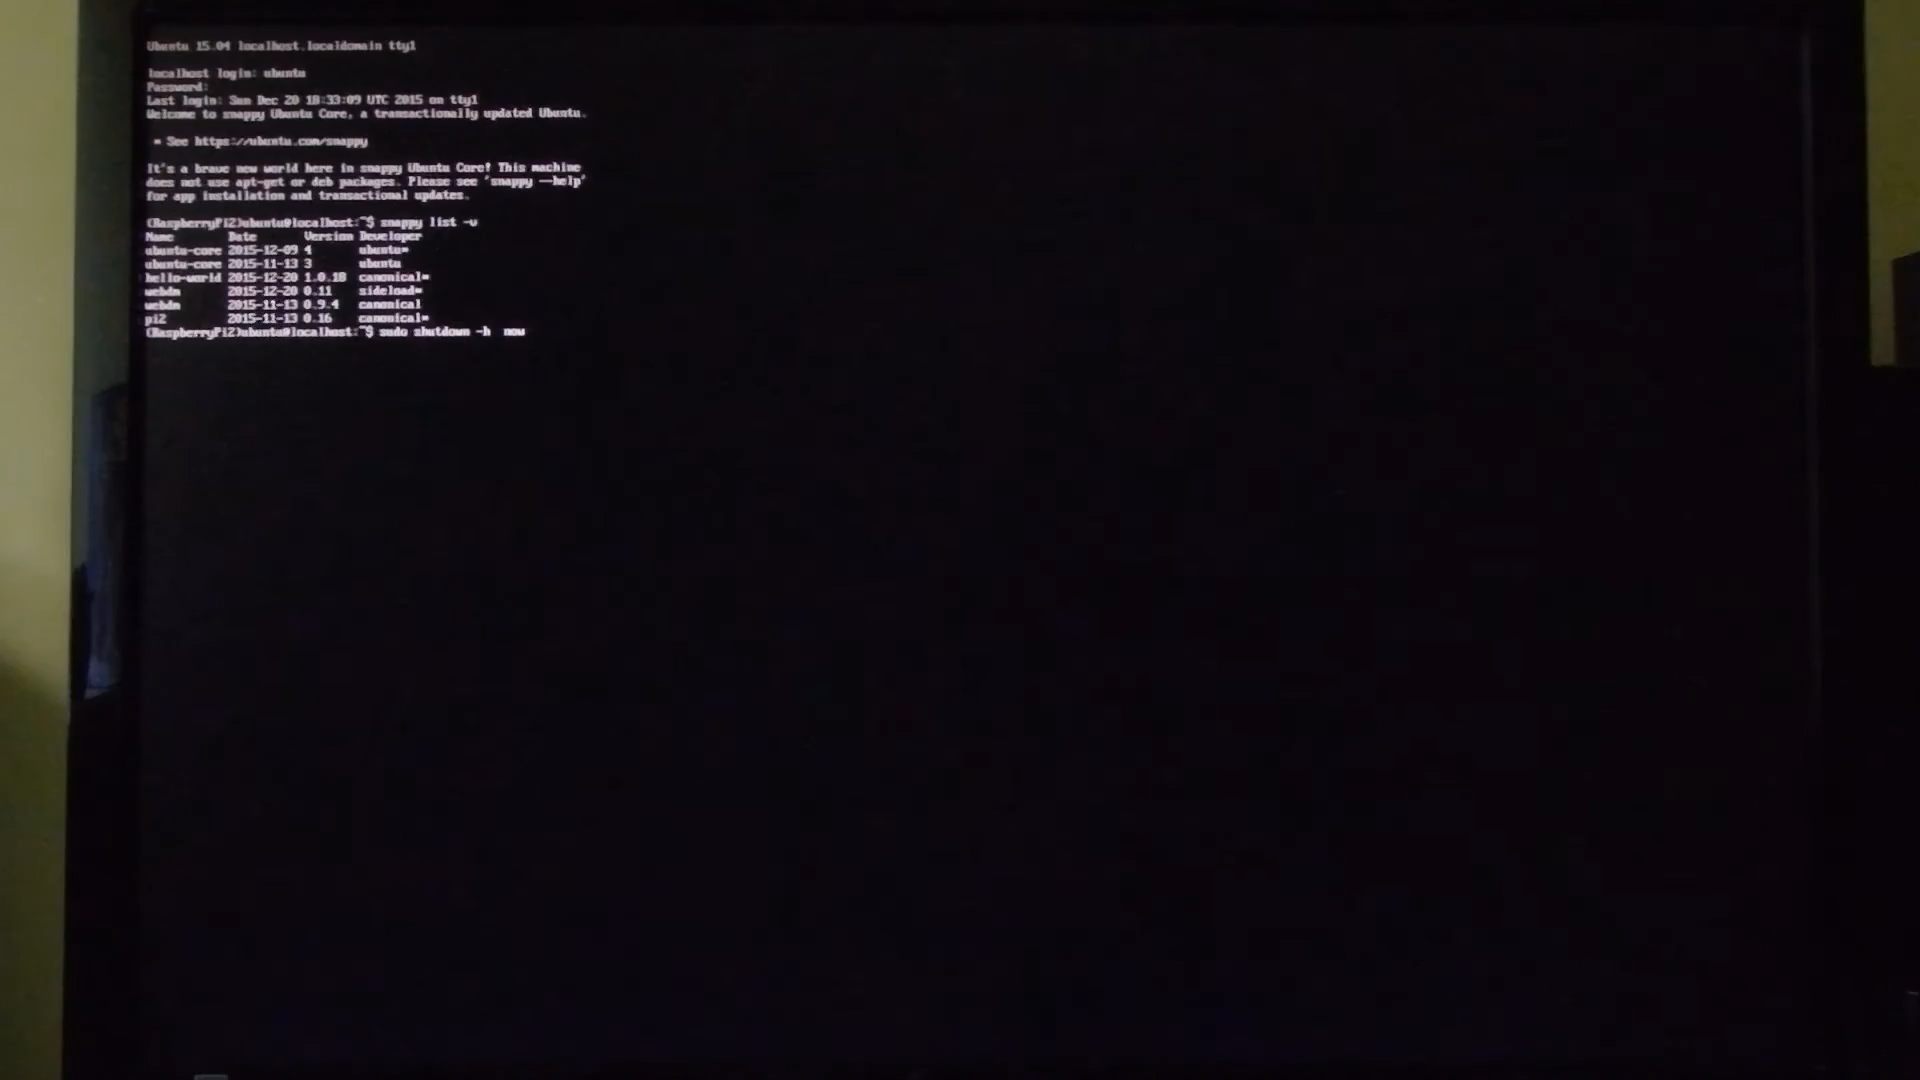 Ubuntu 15.04 localhost.localdomain tty1
localhost login: ubuntu
Password:
Last login: Sun Dec 20 18:33:09 UTC 2015 on tty1
Welcome to snappy Ubuntu Core, a transactionally updated Ubuntu.
* See https://ubuntu.com/snappy
It's a brave new world here in snappy Ubuntu Core! This machine
does not use apt-get or deb packages. Please see 'snappy --help'
for app installation and transactional updates.
(RaspberryPi2)ubuntu@localhost:~$ snappy list -v
Name Date Version Developer
ubuntu-core 2015-12-09 4 ubuntu*
ubuntu-core 2015-11-13 3 ubuntu
hello-world 2015-12-20 1.0.18 canonical*
webdm 2015-12-20 0.11 sideload*
webdm 2015-11-13 0.9.4 canonical
pi2 2015-11-13 0.16 canonical*
(RaspberryPi2)ubuntu@localhost:~$ sudo shutdown -h  now